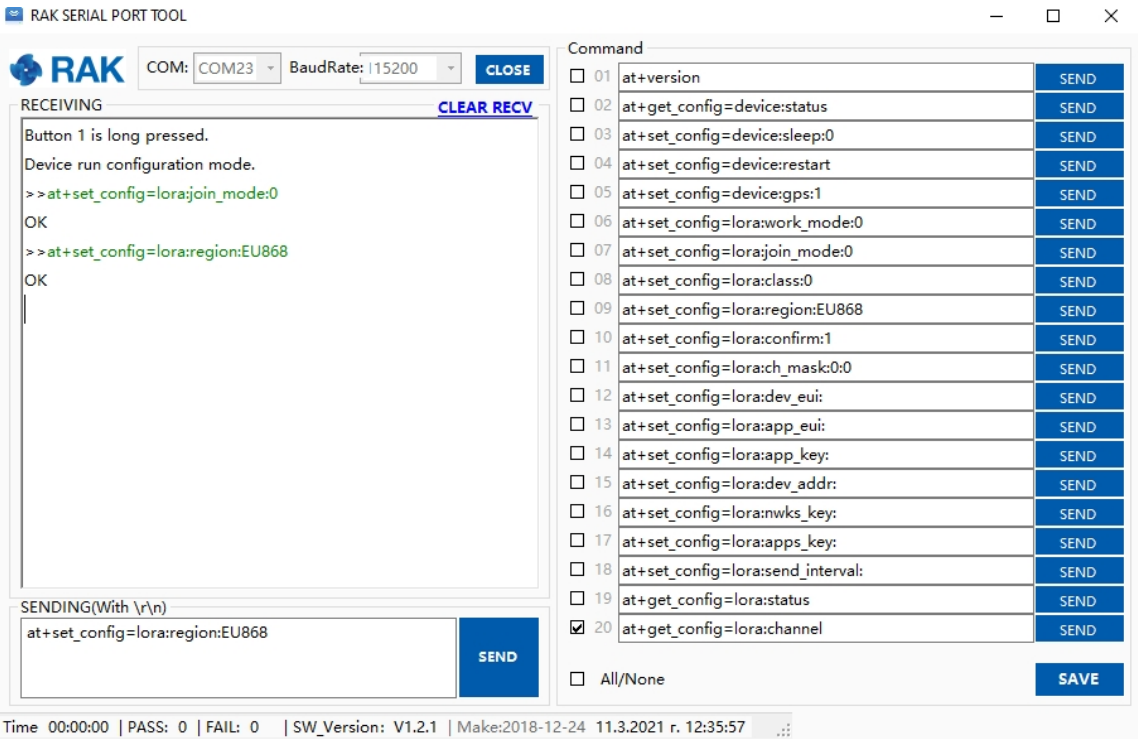 RAK SERIAL PORT TOOL
RAK COM: COM23 BaudRate: 115200 CLOSE
RECEIVING CLEAR RECV
Button 1 is long pressed.
Device run configuration mode.
>>at+set_config=lora:join_mode:0
OK
>>at+set_config=lora:region:EU868
OK
SENDING(With \r\n)
at+set_config=lora:region:EU868
SEND
Command
01 at+version SEND
02 at+get_config=device:status SEND
03 at+set_config=device:sleep:0 SEND
04 at+set_config=device:restart SEND
05 at+set_config=device:gps:1 SEND
06 at+set_config=lora:work_mode:0 SEND
07 at+set_config=lora:join_mode:0 SEND
08 at+set_config=lora:class:0 SEND
09 at+set_config=lora:region:EU868 SEND
10 at+set_config=lora:confirm:1 SEND
11 at+set_config=lora:ch_mask:0:0 SEND
12 at+set_config=lora:dev_eui: SEND
13 at+set_config=lora:app_eui: SEND
14 at+set_config=lora:app_key: SEND
15 at+set_config=lora:dev_addr: SEND
16 at+set_config=lora:nwks_key: SEND
17 at+set_config=lora:apps_key: SEND
18 at+set_config=lora:send_interval: SEND
19 at+get_config=lora:status SEND
20 at+get_config=lora:channel SEND
All/None SAVE
Time 00:00:00 | PASS: 0 | FAIL: 0 | SW_Version: V1.2.1 | Make:2018-12-24 11.3.2021 г. 12:35:57